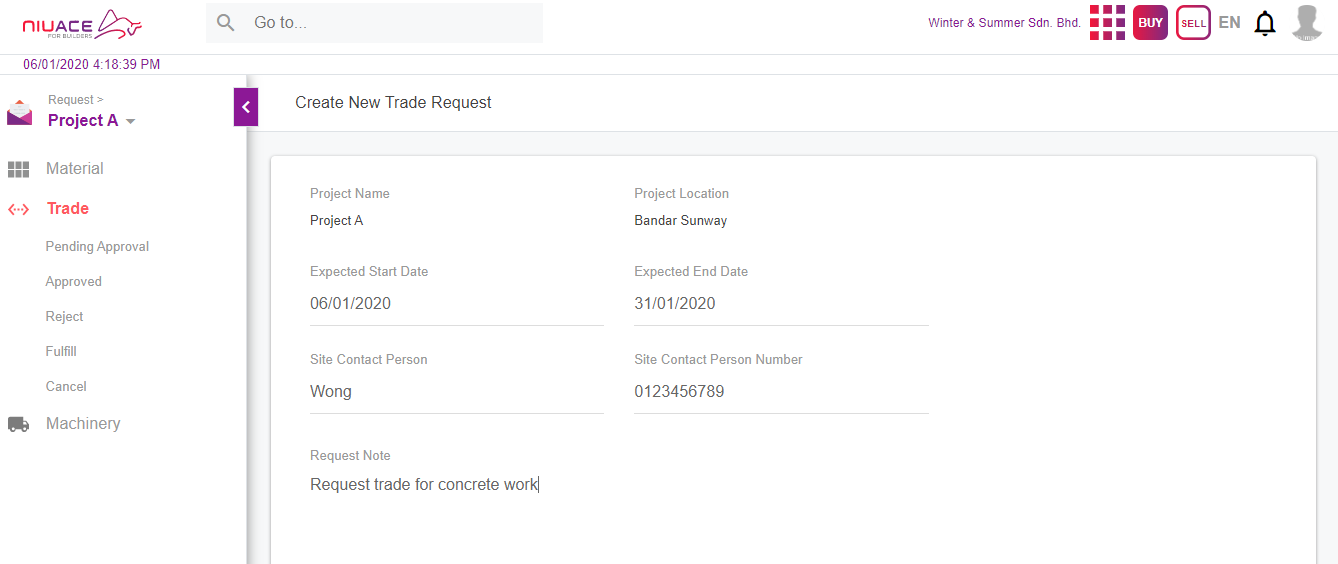 NIUACE
FOR BUILDERS
Go to...
Winter & Summer Sdn. Bhd.
BUY
SELL
EN
06/01/2020 4:18:39 PM
Request >
Project A
Create New Trade Request
Material
Trade
Pending Approval
Approved
Reject
Fulfill
Cancel
Machinery
Project Name
Project Location
Project A
Bandar Sunway
Expected Start Date
Expected End Date
06/01/2020
31/01/2020
Site Contact Person
Site Contact Person Number
Wong
0123456789
Request Note
Request trade for concrete work